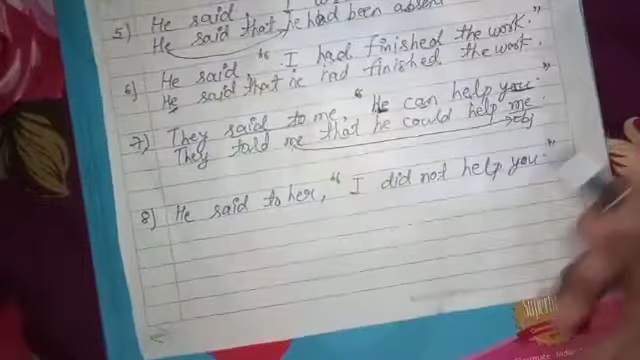 5) He said I
He said that he had been absent
6) He said "I had finished the work."
He said that had finished the work.
7) They said to me, "He can help you."
They told me that he could help me.
→obj
8) He said to her, "I did not help you."